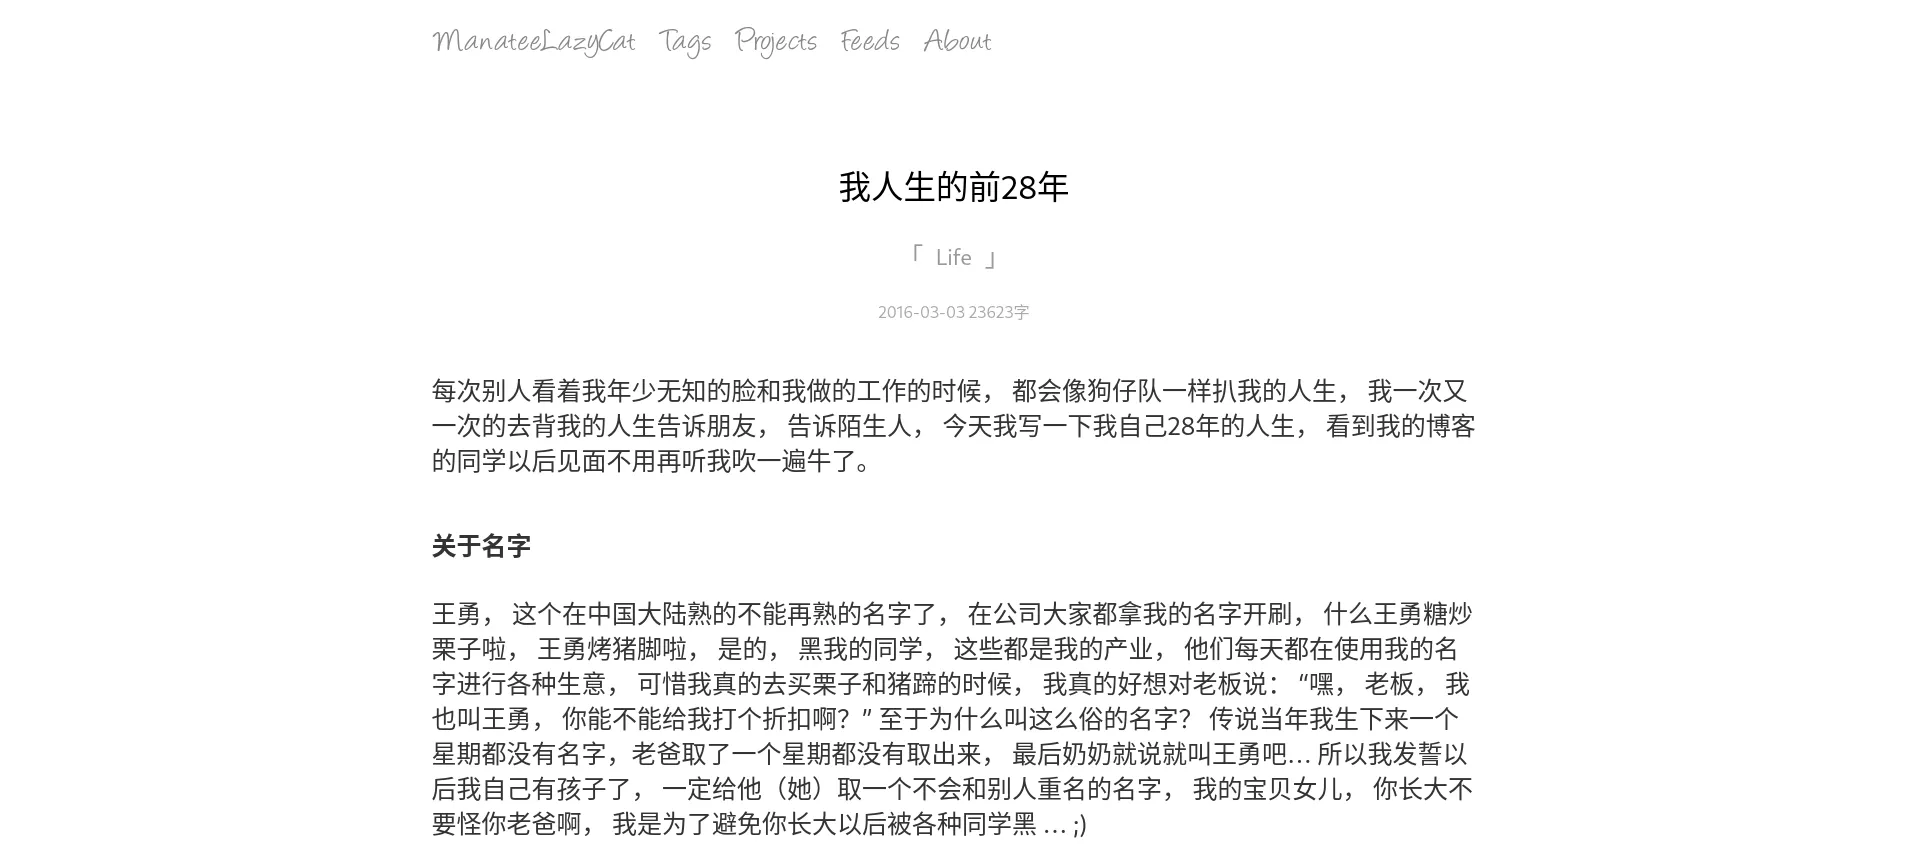 ManateeLazyCat Tags Projects Feeds About
我人生的前28年
「 Life 」
2016-03-03 23623字
每次别人看着我年少无知的脸和我做的工作的时候， 都会像狗仔队一样扒我的人生， 我一次又
一次的去背我的人生告诉朋友， 告诉陌生人， 今天我写一下我自己28年的人生， 看到我的博客
的同学以后见面不用再听我吹一遍牛了。
关于名字
王勇， 这个在中国大陆熟的不能再熟的名字了， 在公司大家都拿我的名字开刷， 什么王勇糖炒
栗子啦， 王勇烤猪脚啦， 是的， 黑我的同学， 这些都是我的产业， 他们每天都在使用我的名
字进行各种生意， 可惜我真的去买栗子和猪蹄的时候， 我真的好想对老板说： “嘿， 老板， 我
也叫王勇， 你能不能给我打个折扣啊？” 至于为什么叫这么俗的名字？ 传说当年我生下来一个
星期都没有名字，老爸取了一个星期都没有取出来， 最后奶奶就说就叫王勇吧… 所以我发誓以
后我自己有孩子了， 一定给他（她）取一个不会和别人重名的名字， 我的宝贝女儿， 你长大不
要怪你老爸啊， 我是为了避免你长大以后被各种同学黑 … ;)